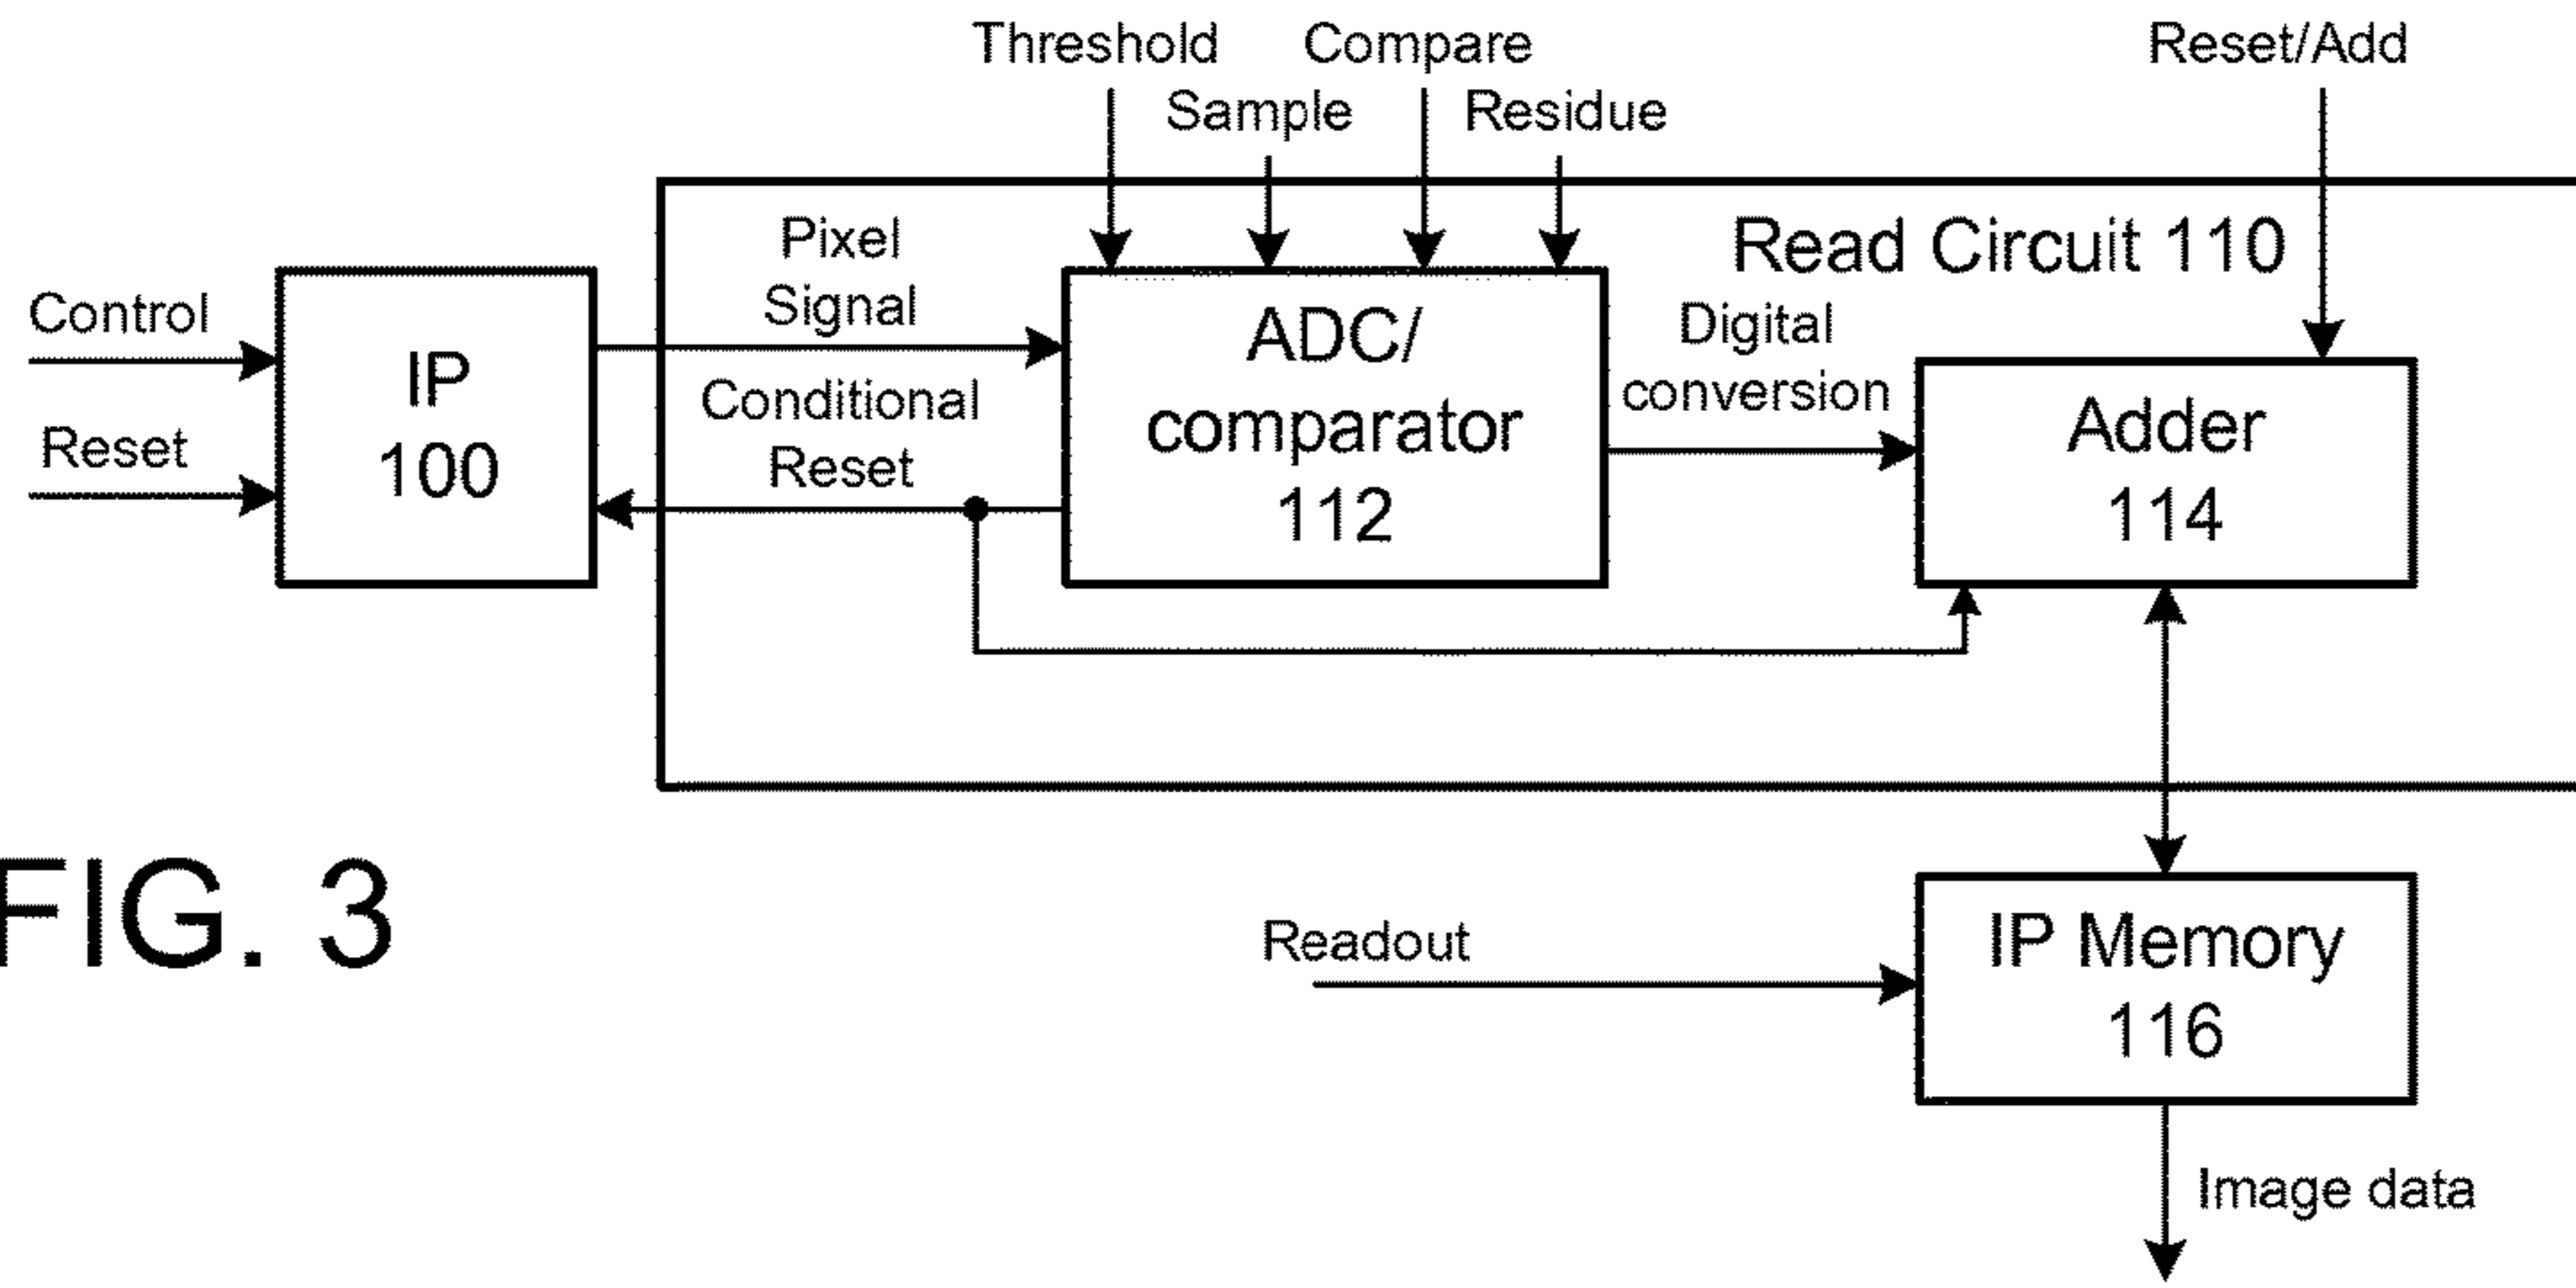 Threshold
Compare
Reset/Add
Sample
Residue
Read Circuit 110
Pixel
Signal
Control
Reset
IP
100
Conditional
Reset
ADC/
comparator
112
Digital
conversion
Adder
114
FIG. 3
Readout
IP Memory
116
Image data